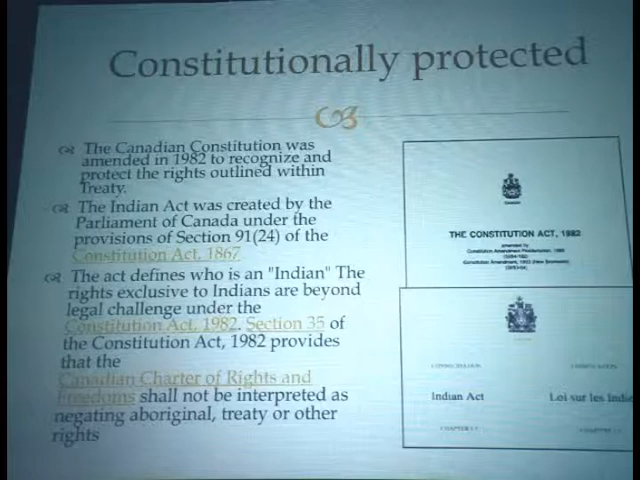 Constitutionally protected
The Canadian Constitution was
amended in 1982 to recognize and
protect the rights outlined within
Treaty.
The Indian Act was created by the
Parliament of Canada under the
provisions of Section 91(24) of the
Constitution Act, 1867.
The act defines who is an "Indian" The
rights exclusive to Indians are beyond
legal challenge under the
Constitution Act, 1982. Section 35 of
the Constitution Act, 1982 provides
that the
Canadian Charter of Rights and
Freedoms shall not be interpreted as
negating aboriginal, treaty or other
rights
THE CONSTITUTION ACT, 1982
Indian Act
Loi sur les Indie